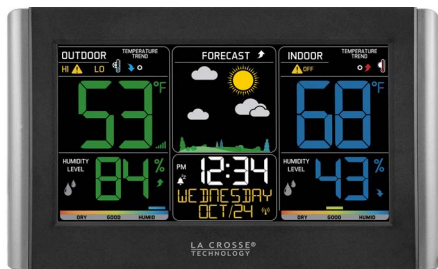 OUTDOOR
TEMPERATURE
TREND
HI LO
53°F
HUMIDITY
LEVEL
84%
DRY GOOD HUMID
FORECAST
PM 12:34
WEDNESDAY
OCT/24
INDOOR
TEMPERATURE
TREND
OFF
68°F
HUMIDITY
LEVEL
43%
DRY GOOD HUMID
LA CROSSE®
TECHNOLOGY